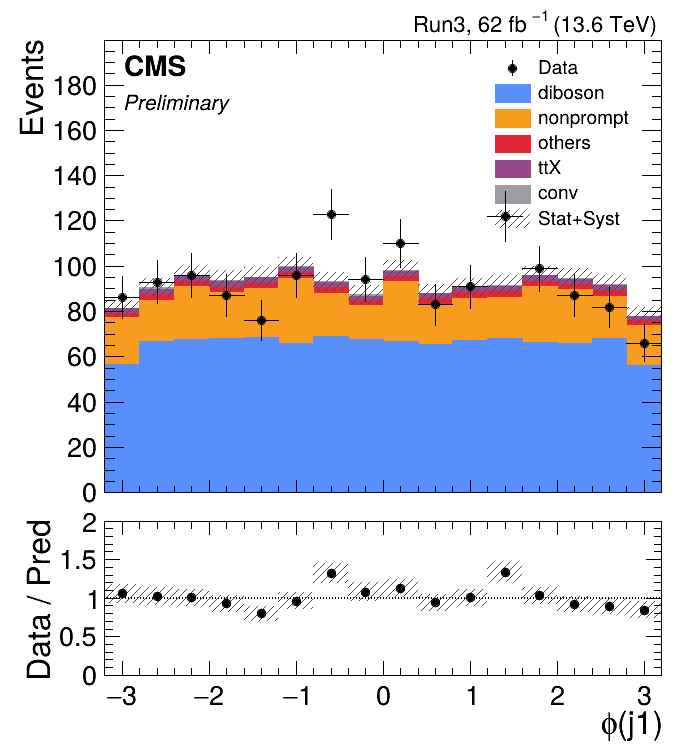 Run3, 62 fb⁻¹ (13.6 TeV)
CMS
Preliminary
Data
diboson
nonprompt
others
ttX
conv
Stat+Syst
Events
180
160
140
120
100
80
60
40
20
0
Data / Pred
2
1.5
1
0.5
0
−3 −2 −1 0 1 2 3
ϕ(j1)